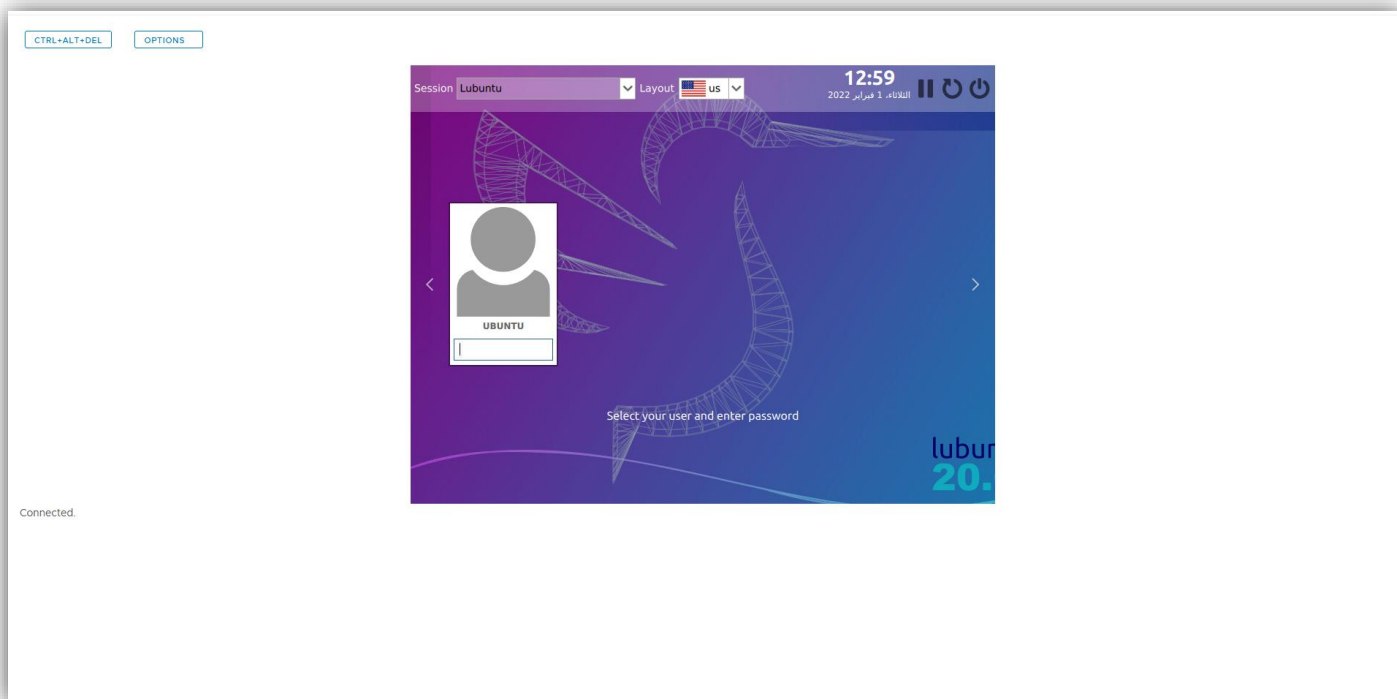 CTRL+ALT+DEL OPTIONS
Session Lubuntu Layout us 12:59
الثلاثاء، 1 فبراير 2022
UBUNTU
Select your user and enter password
lubun
20.
Connected.